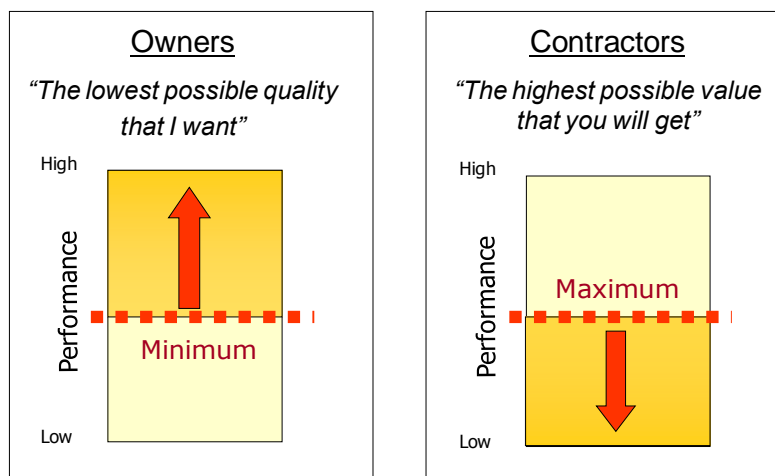 Owners
“The lowest possible quality
that I want”
High
Performance
Minimum
Low
Contractors
“The highest possible value
that you will get”
High
Performance
Maximum
Low